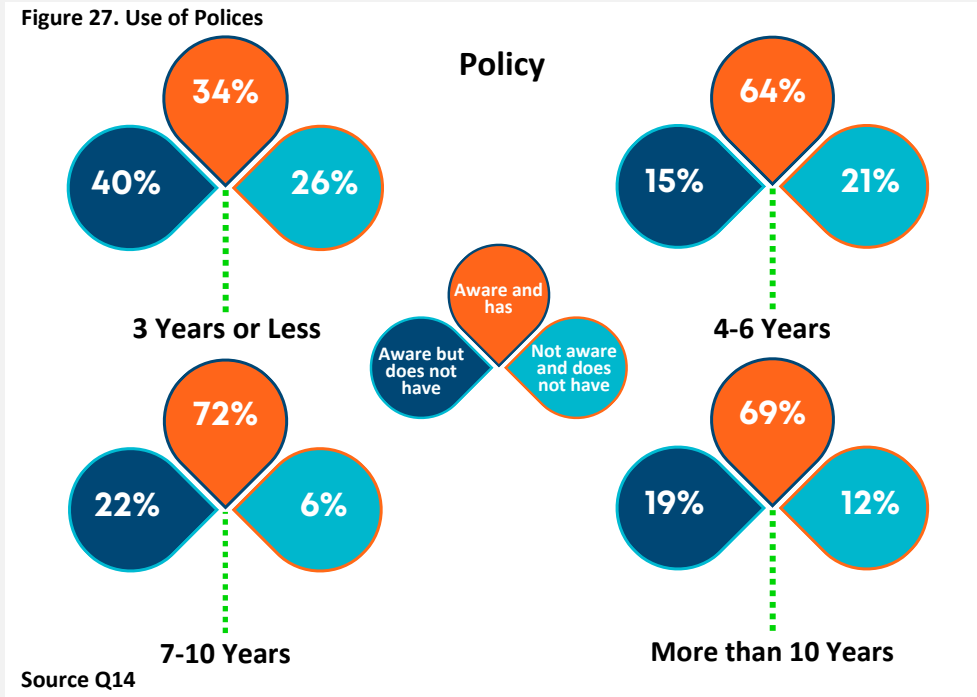 Figure 27. Use of Polices
Policy
34%
40%
26%
3 Years or Less
64%
15%
21%
4-6 Years
Aware and
has
Aware but
does not
have
Not aware
and does
not have
72%
22%
6%
7-10 Years
69%
19%
12%
More than 10 Years
Source Q14